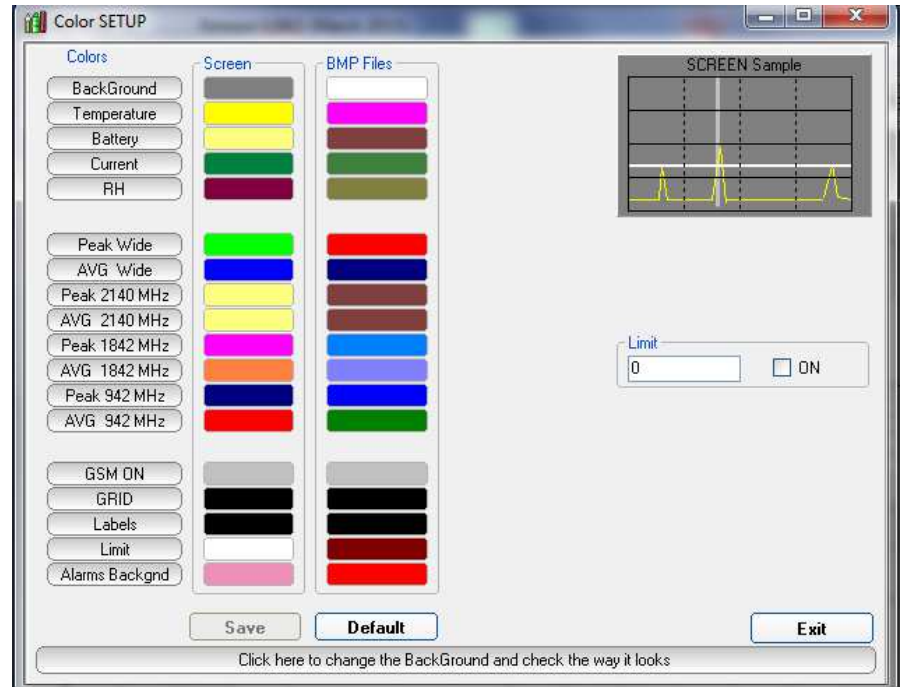 Color SETUP
Colors
Screen
BMP Files
SCREEN Sample
BackGround
Temperature
Battery
Current
RH
Peak Wide
AVG Wide
Peak 2140 MHz
AVG 2140 MHz
Peak 1842 MHz
AVG 1842 MHz
Peak 942 MHz
AVG 942 MHz
Limit
0
ON
GSM ON
GRID
Labels
Limit
Alarms Backgnd
Save
Default
Exit
Click here to change the BackGround and check the way it looks